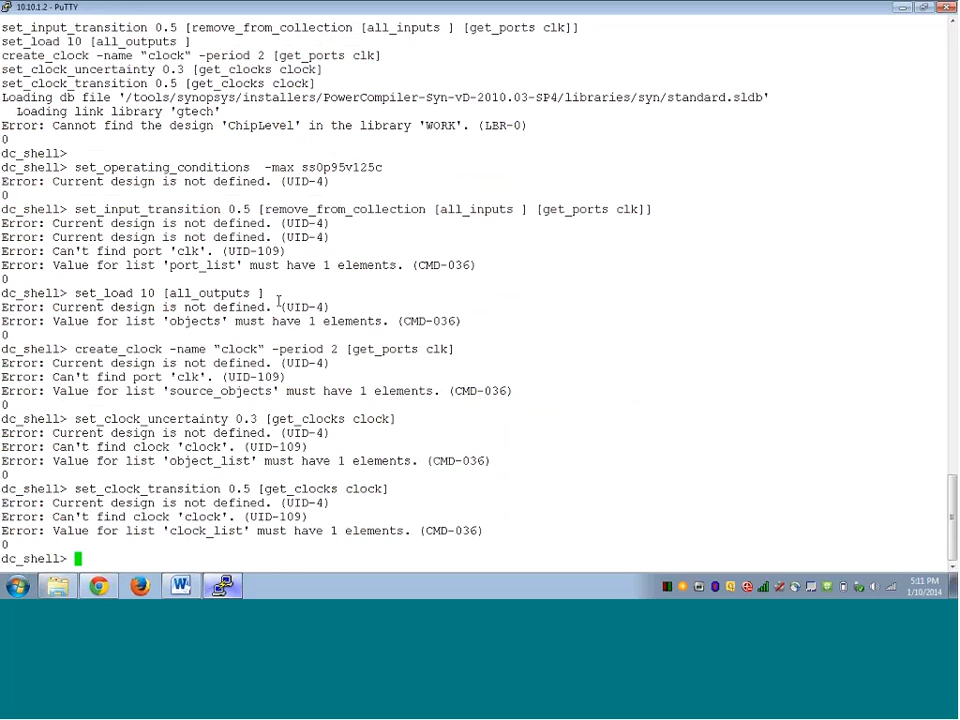 10.10.1.2 - PuTTY
set_input_transition 0.5 [remove_from_collection [all_inputs ] [get_ports clk]]
set_load 10 [all_outputs ]
create_clock -name "clock" -period 2 [get_ports clk]
set_clock_uncertainty 0.3 [get_clocks clock]
set_clock_transition 0.5 [get_clocks clock]
Loading db file '/tools/synopsys/installers/PowerCompiler-Syn-vD-2010.03-SP4/libraries/syn/standard.sldb'
  Loading link library 'gtech'
Error: Cannot find the design 'ChipLevel' in the library 'WORK'. (LBR-0)
0
dc_shell>
dc_shell> set_operating_conditions  -max ss0p95v125c
Error: Current design is not defined. (UID-4)
0
dc_shell> set_input_transition 0.5 [remove_from_collection [all_inputs ] [get_ports clk]]
Error: Current design is not defined. (UID-4)
Error: Current design is not defined. (UID-4)
Error: Can't find port 'clk'. (UID-109)
Error: Value for list 'port_list' must have 1 elements. (CMD-036)
0
dc_shell> set_load 10 [all_outputs ]
Error: Current design is not defined. (UID-4)
Error: Value for list 'objects' must have 1 elements. (CMD-036)
0
dc_shell> create_clock -name "clock" -period 2 [get_ports clk]
Error: Current design is not defined. (UID-4)
Error: Can't find port 'clk'. (UID-109)
Error: Value for list 'source_objects' must have 1 elements. (CMD-036)
0
dc_shell> set_clock_uncertainty 0.3 [get_clocks clock]
Error: Current design is not defined. (UID-4)
Error: Can't find clock 'clock'. (UID-109)
Error: Value for list 'object_list' must have 1 elements. (CMD-036)
0
dc_shell> set_clock_transition 0.5 [get_clocks clock]
Error: Current design is not defined. (UID-4)
Error: Can't find clock 'clock'. (UID-109)
Error: Value for list 'clock_list' must have 1 elements. (CMD-036)
0
dc_shell>
5:11 PM
1/10/2014